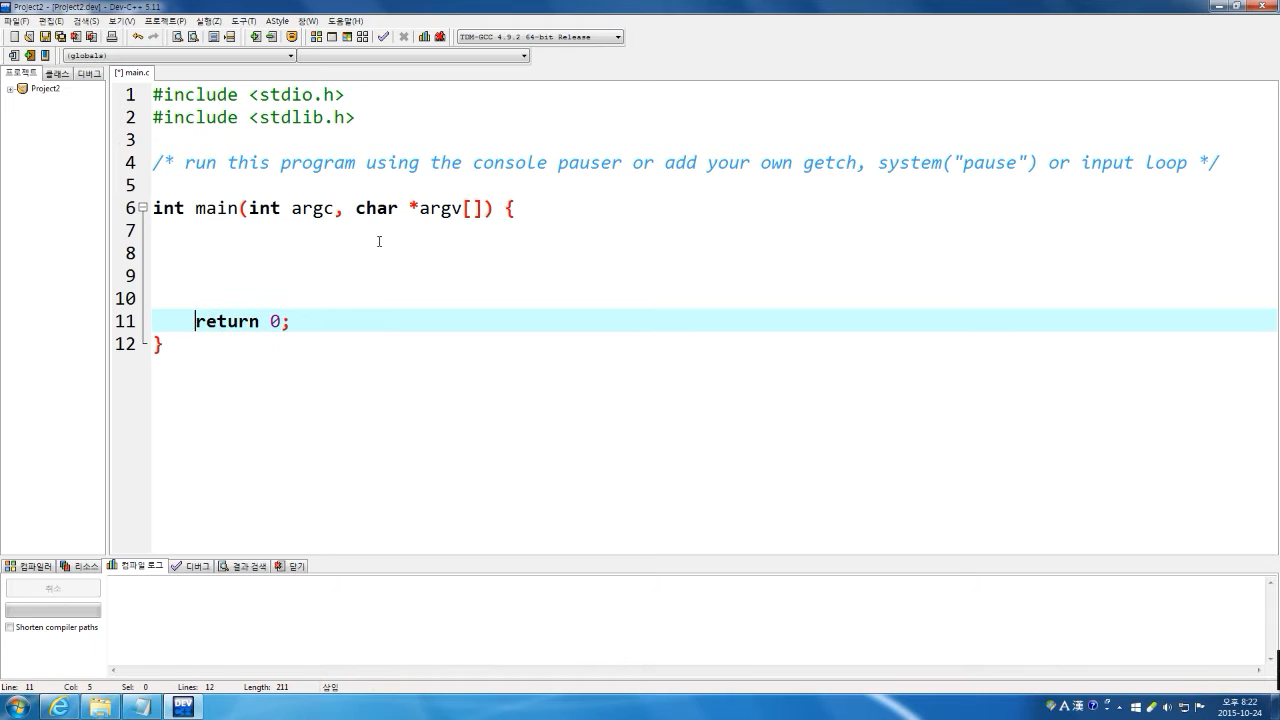 Project2 - [Project2.dev] - Dev-C++ 5.11
파일(F) 편집(E) 검색(S) 보기(V) 프로젝트(P) 실행(Z) 도구(T) AStyle 창(W) 도움말(H)
TDM-GCC 4.9.2 64-bit Release
(globals)
프로젝트 클래스 디버그 [*] main.c
Project2
1 #include <stdio.h>
2 #include <stdlib.h>
3
4 /* run this program using the console pauser or add your own getch, system("pause") or input loop */
5
6 int main(int argc, char *argv[]) {
7
8
9
10
11 return 0;
12 }
컴파일러 리소스 컴파일 로그 디버그 결과 검색 닫기
취소
Shorten compiler paths
Line: 11 Col: 5 Sel: 0 Lines: 12 Length: 211 삽입
DEV A 漢 오후 8:22
2015-10-24